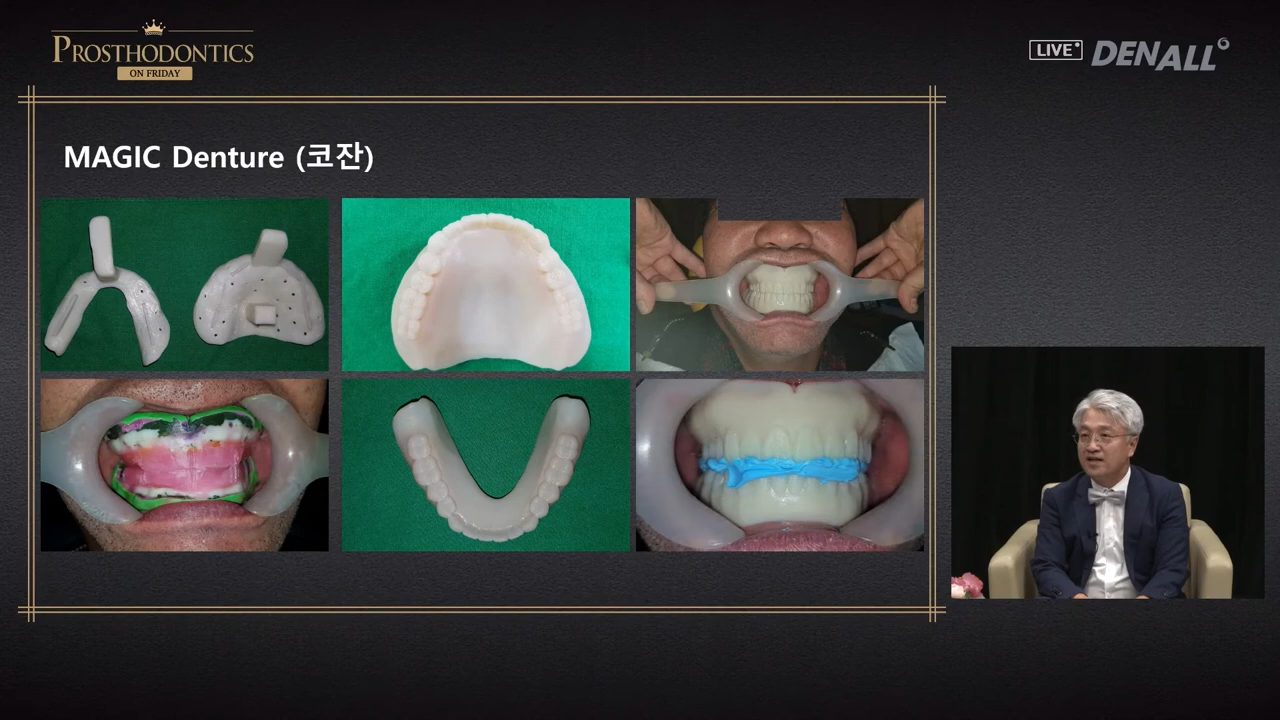 PROSTHODONTICS
ON FRIDAY
LIVE
DENALL
MAGIC Denture (코잔)